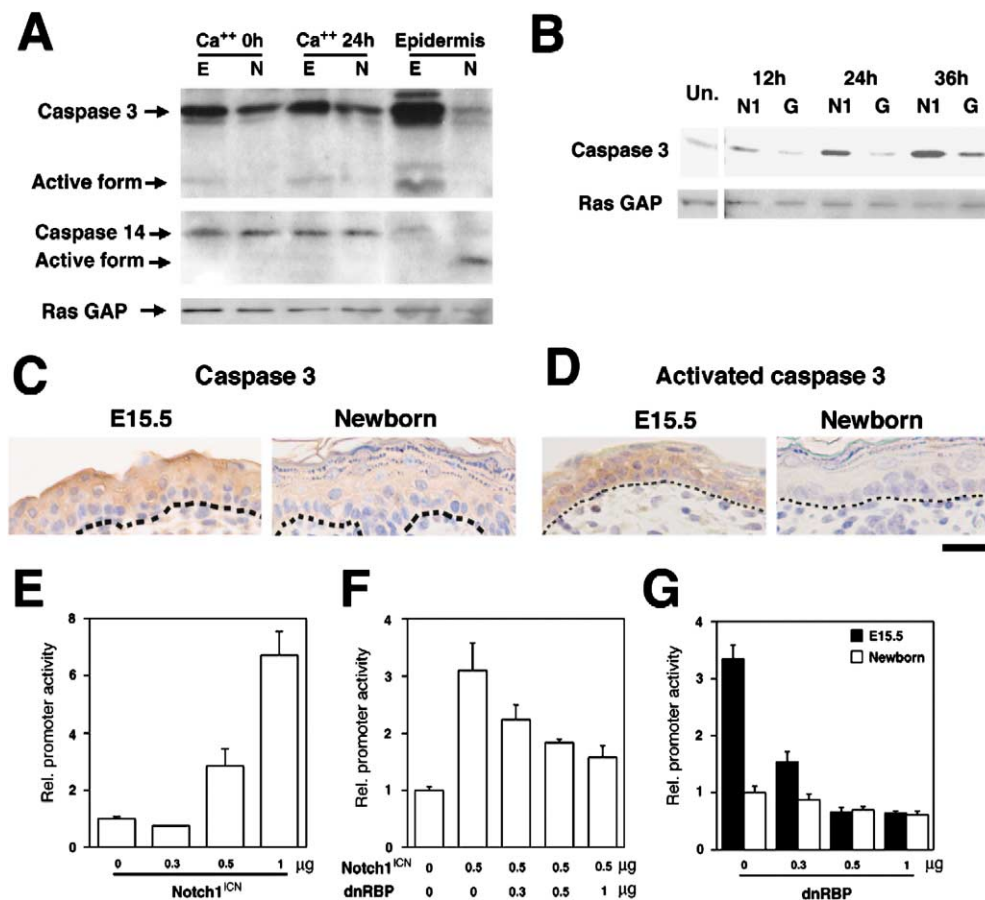 A
Ca++ 0h Ca++ 24h Epidermis
E N E N E N
Caspase 3
Active form
Caspase 14
Active form
Ras GAP
B
12h 24h 36h
Un. N1 G N1 G N1 G
Caspase 3
Ras GAP
C
Caspase 3
E15.5 Newborn
D
Activated caspase 3
E15.5 Newborn
E
Rel. promoter activity
8
6
4
2
0
0 0.3 0.5 1 µg
Notch1ICN
F
Rel. promoter activity
4
3
2
1
0
Notch1ICN 0 0.5 0.5 0.5 0.5 µg
dnRBP 0 0 0.3 0.5 1 µg
G
Rel. promoter activity
4
3
2
1
0
E15.5
Newborn
0 0.3 0.5 1 µg
dnRBP